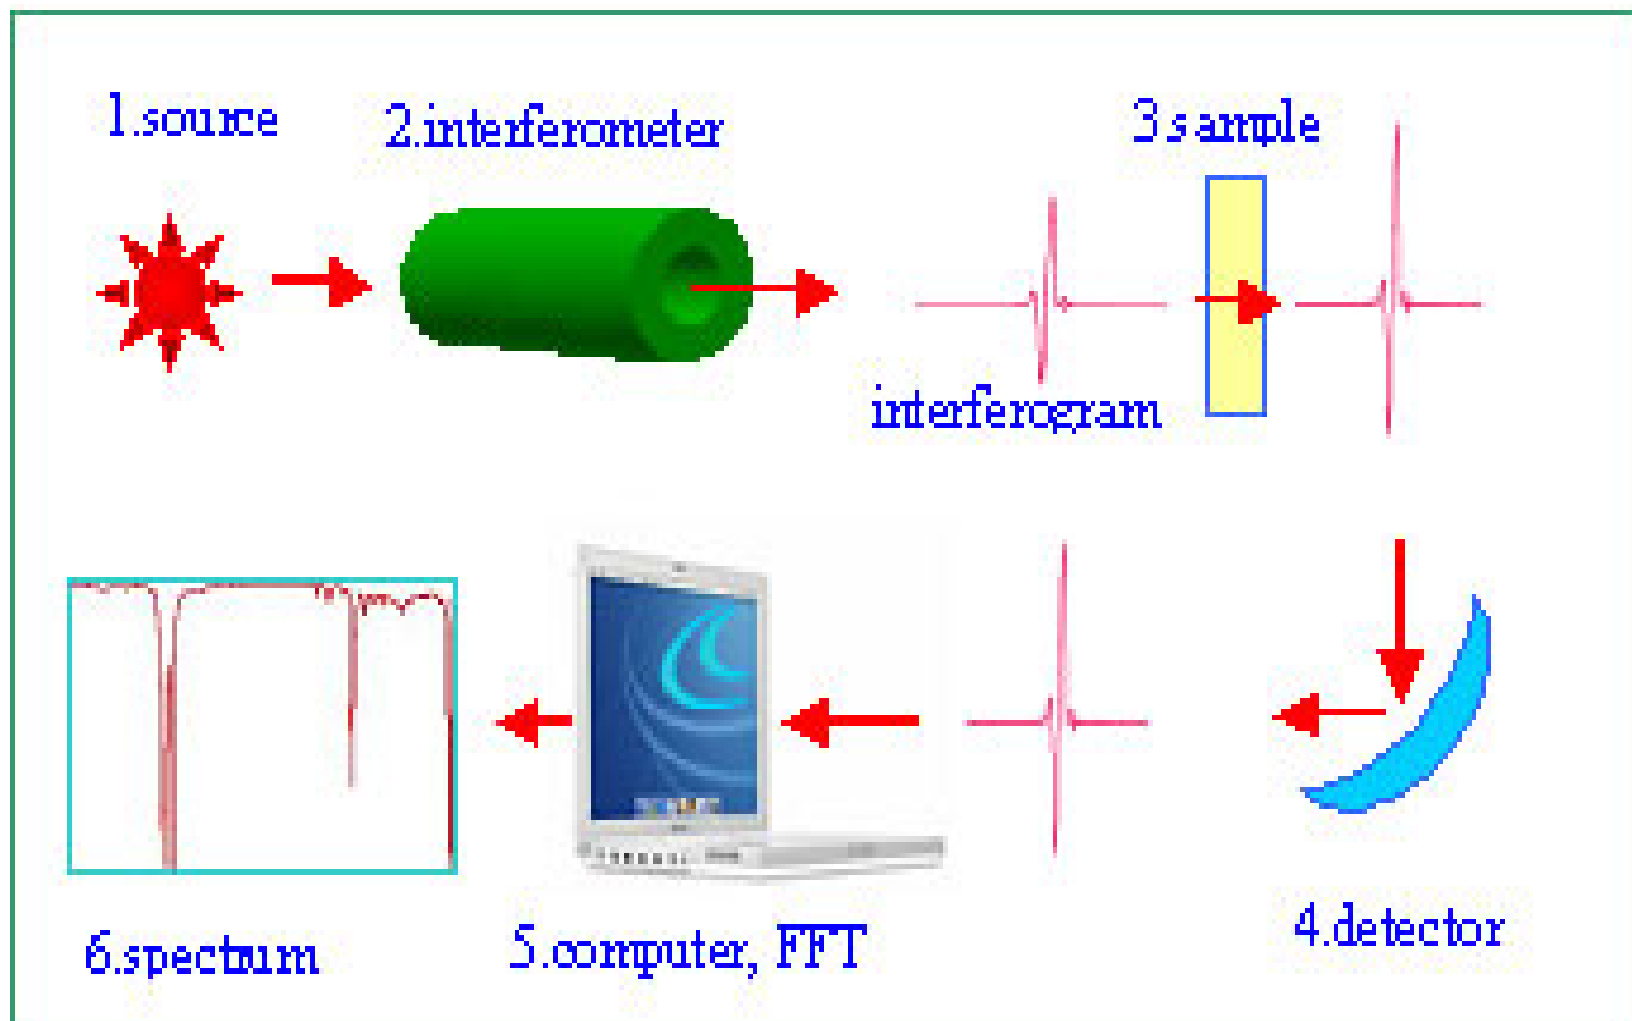 1.source
2.interferometer
3.sample
interferogram
4.detector
5.computer, FFT
6.spectrum